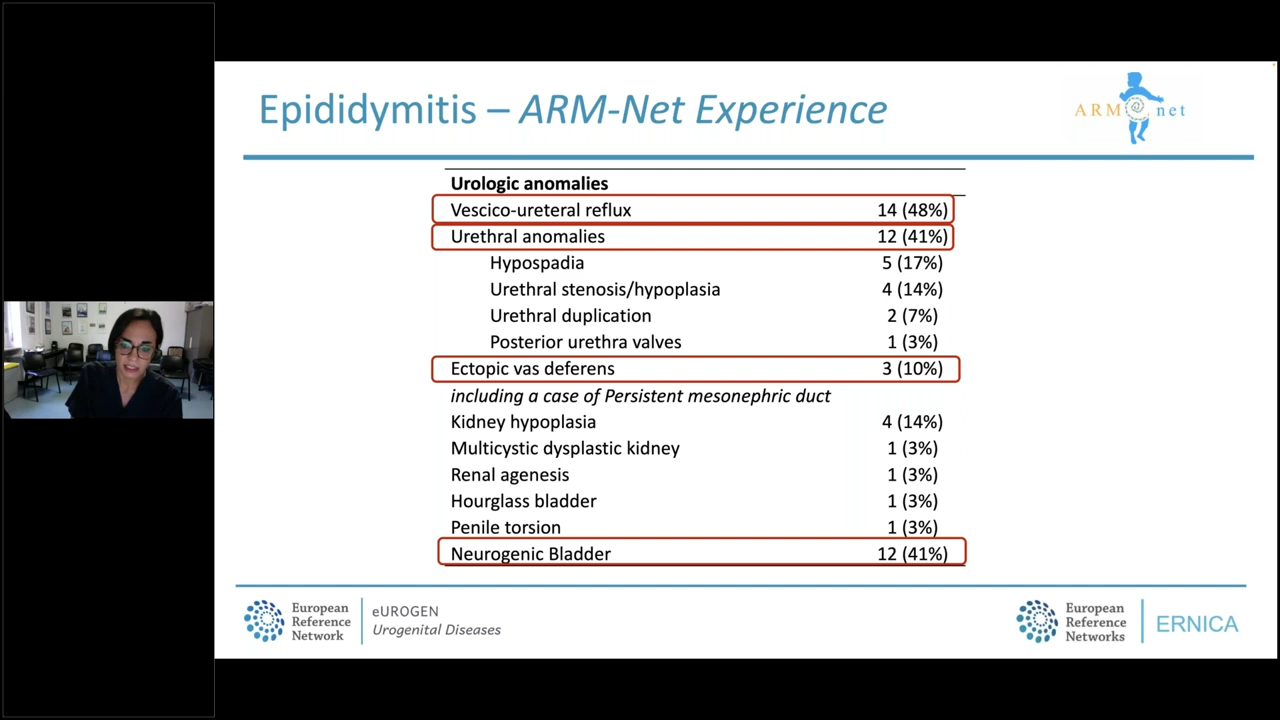 Epididymitis – ARM-Net Experience
ARM@net
Urologic anomalies
Vescico-ureteral reflux 14 (48%)
Urethral anomalies 12 (41%)
Hypospadia 5 (17%)
Urethral stenosis/hypoplasia 4 (14%)
Urethral duplication 2 (7%)
Posterior urethra valves 1 (3%)
Ectopic vas deferens 3 (10%)
including a case of Persistent mesonephric duct
Kidney hypoplasia 4 (14%)
Multicystic dysplastic kidney 1 (3%)
Renal agenesis 1 (3%)
Hourglass bladder 1 (3%)
Penile torsion 1 (3%)
Neurogenic Bladder 12 (41%)
European
Reference
Network
eUROGEN
Urogenital Diseases
European
Reference
Networks
ERNICA